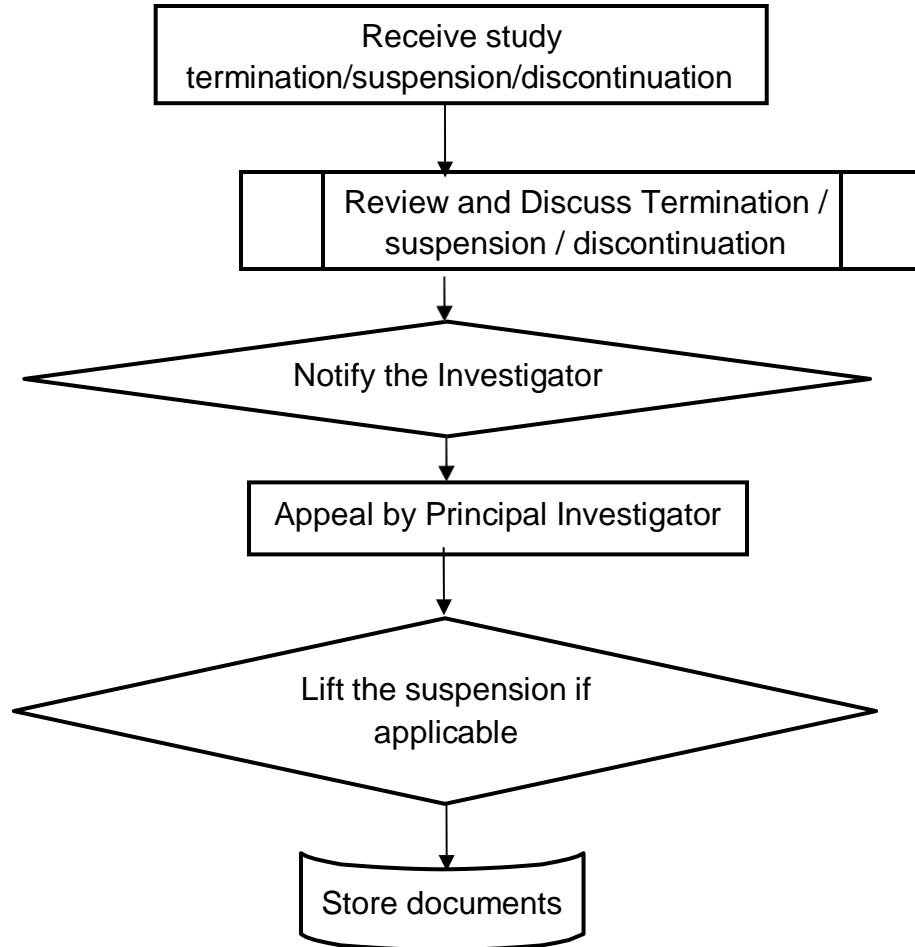 Receive study
termination/suspension/discontinuation
Review and Discuss Termination /
suspension / discontinuation
Notify the Investigator
Appeal by Principal Investigator
Lift the suspension if
applicable
Store documents